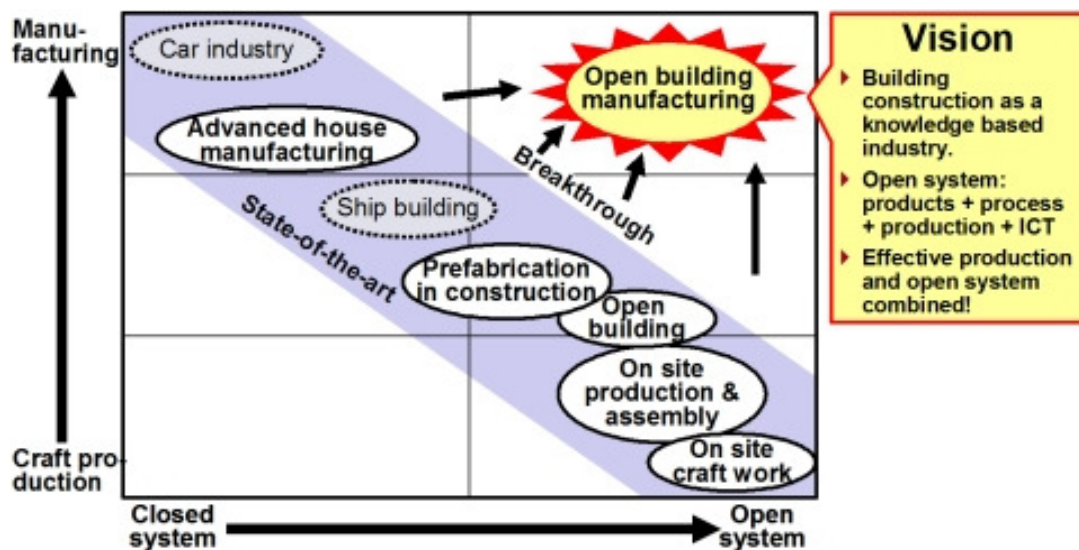 Manu-
facturing
Craft pro-
duction
Car industry
Advanced house
manufacturing
Ship building
State-of-the-art
Prefabrication
in construction
Open
building
On site
production &
assembly
On site
craft work
Breakthrough
Open building
manufacturing
Closed
system
Open
system
Vision
Building
construction as a
knowledge based
industry.
Open system:
products + process
+ production + ICT
Effective production
and open system
combined!